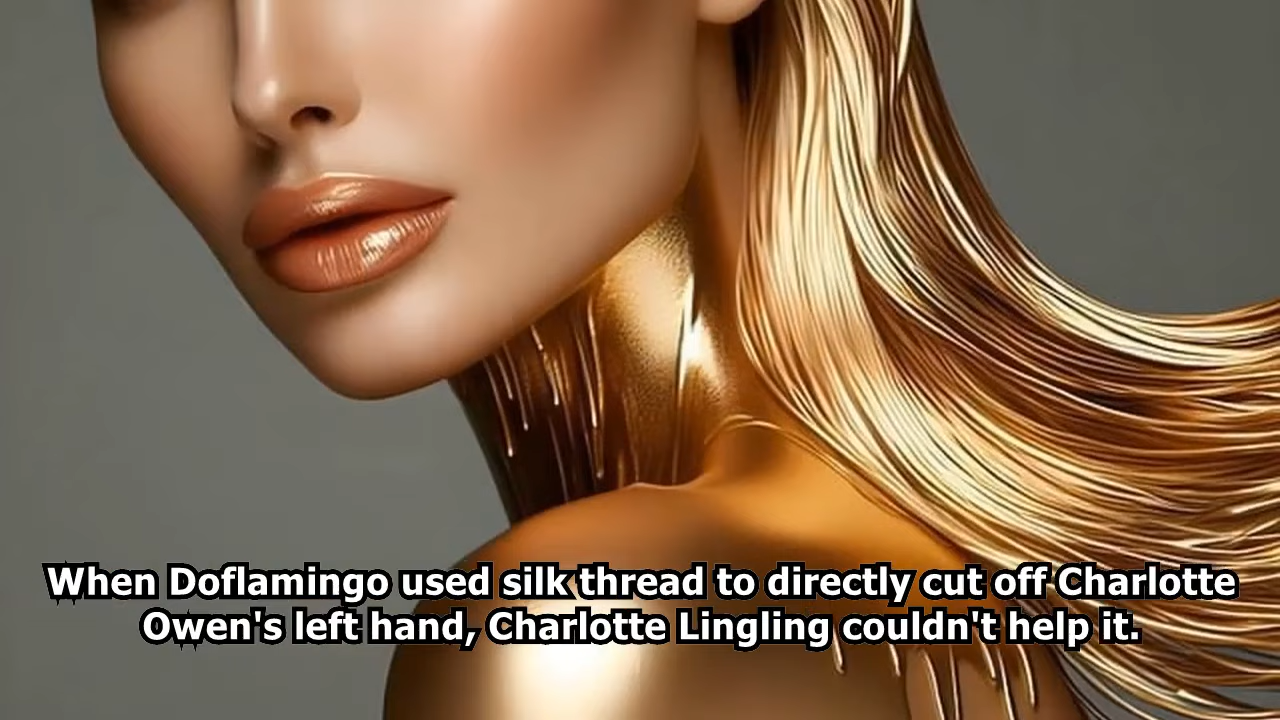 When Doflamingo used silk thread to directly cut off Charlotte
Owen's left hand, Charlotte Lingling couldn't help it.